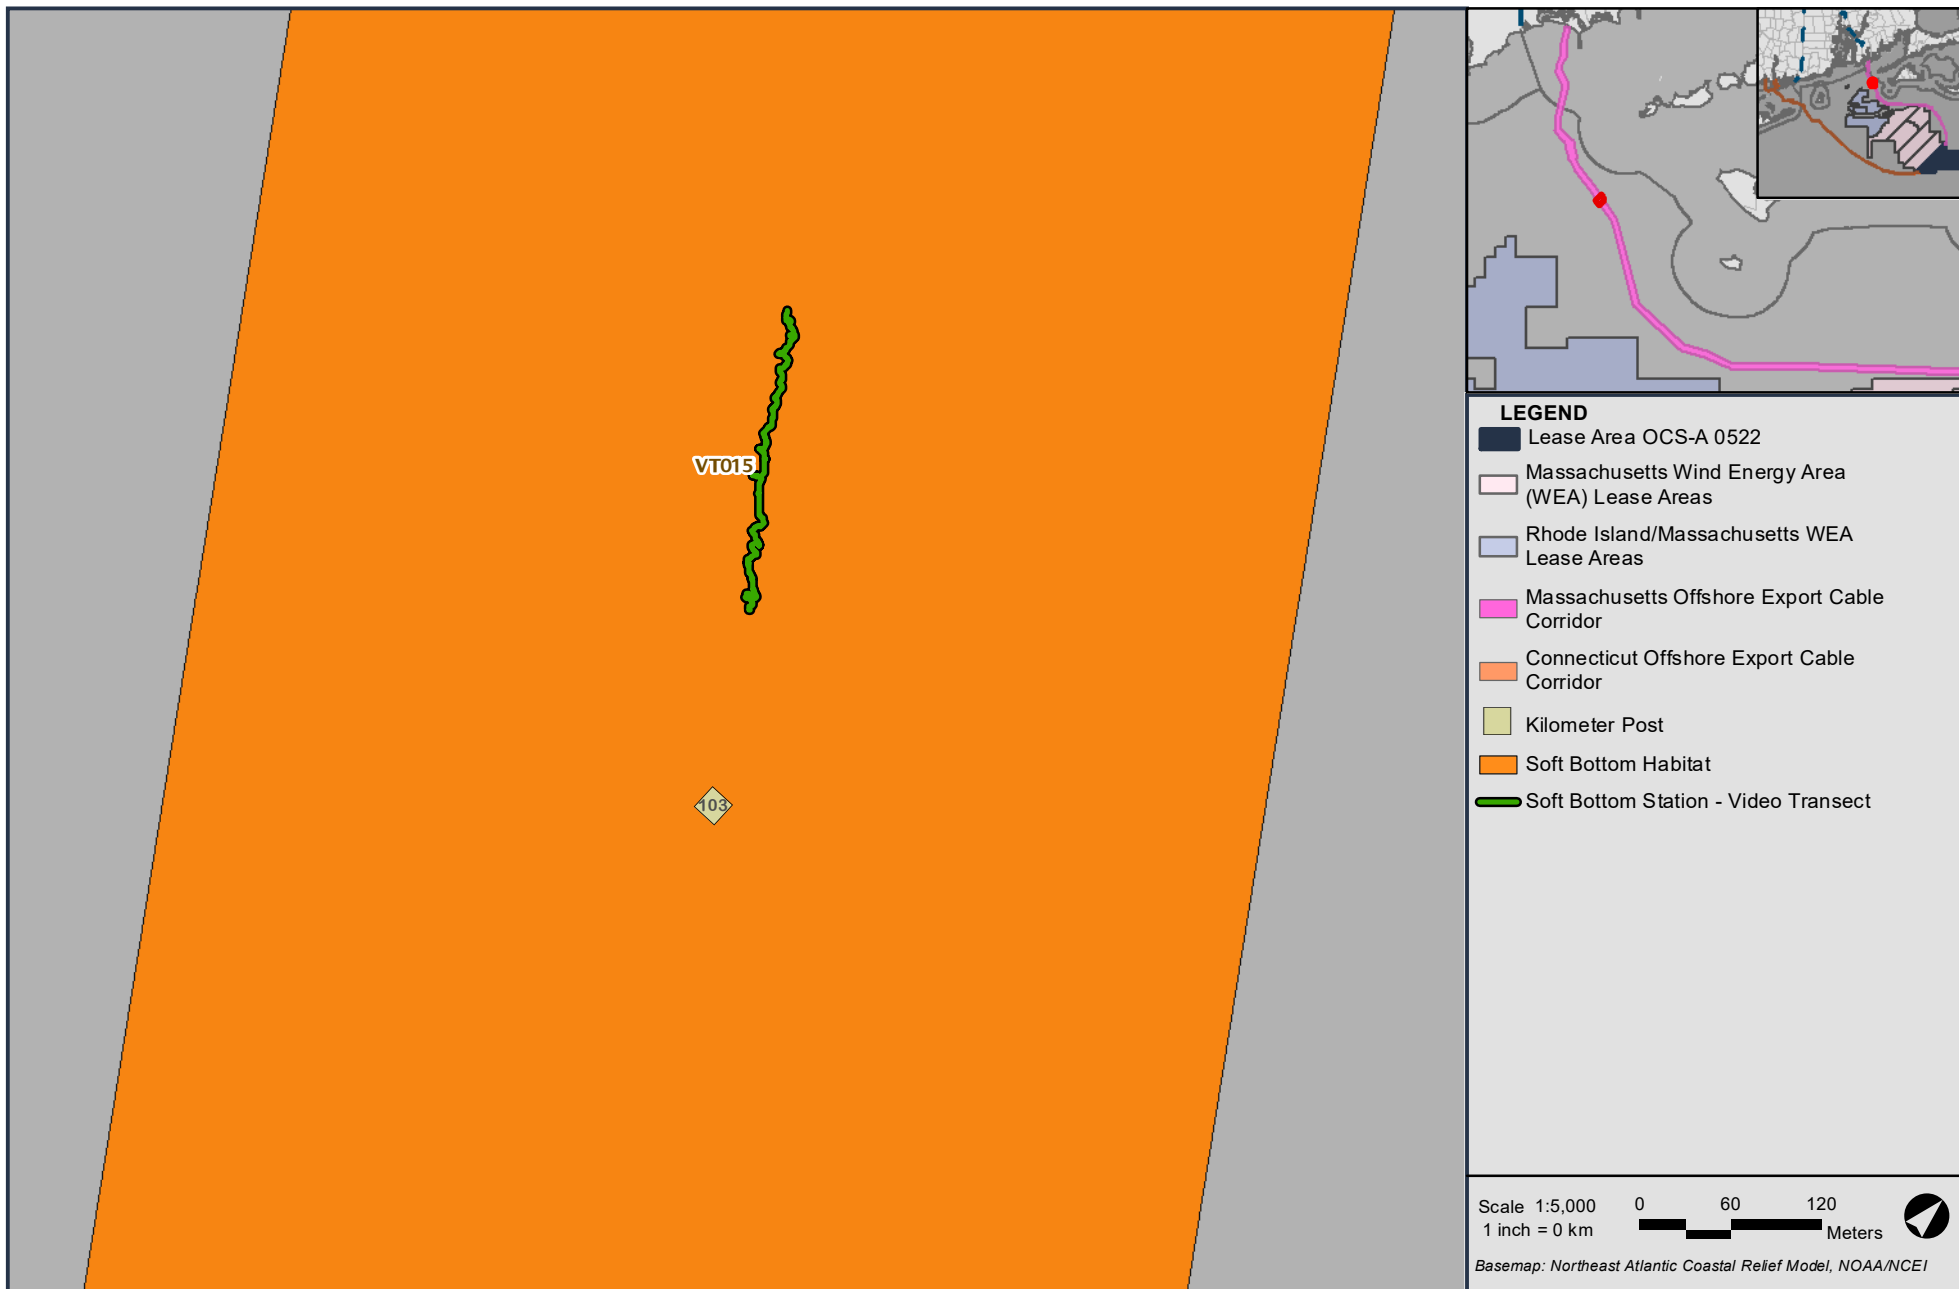 VT015
103
LEGEND
Lease Area OCS-A 0522
Massachusetts Wind Energy Area
(WEA) Lease Areas
Rhode Island/Massachusetts WEA
Lease Areas
Massachusetts Offshore Export Cable
Corridor
Connecticut Offshore Export Cable
Corridor
Kilometer Post
Soft Bottom Habitat
Soft Bottom Station - Video Transect
Scale 1:5,000
1 inch = 0 km
0 60 120
Meters
Basemap: Northeast Atlantic Coastal Relief Model, NOAA/NCEI